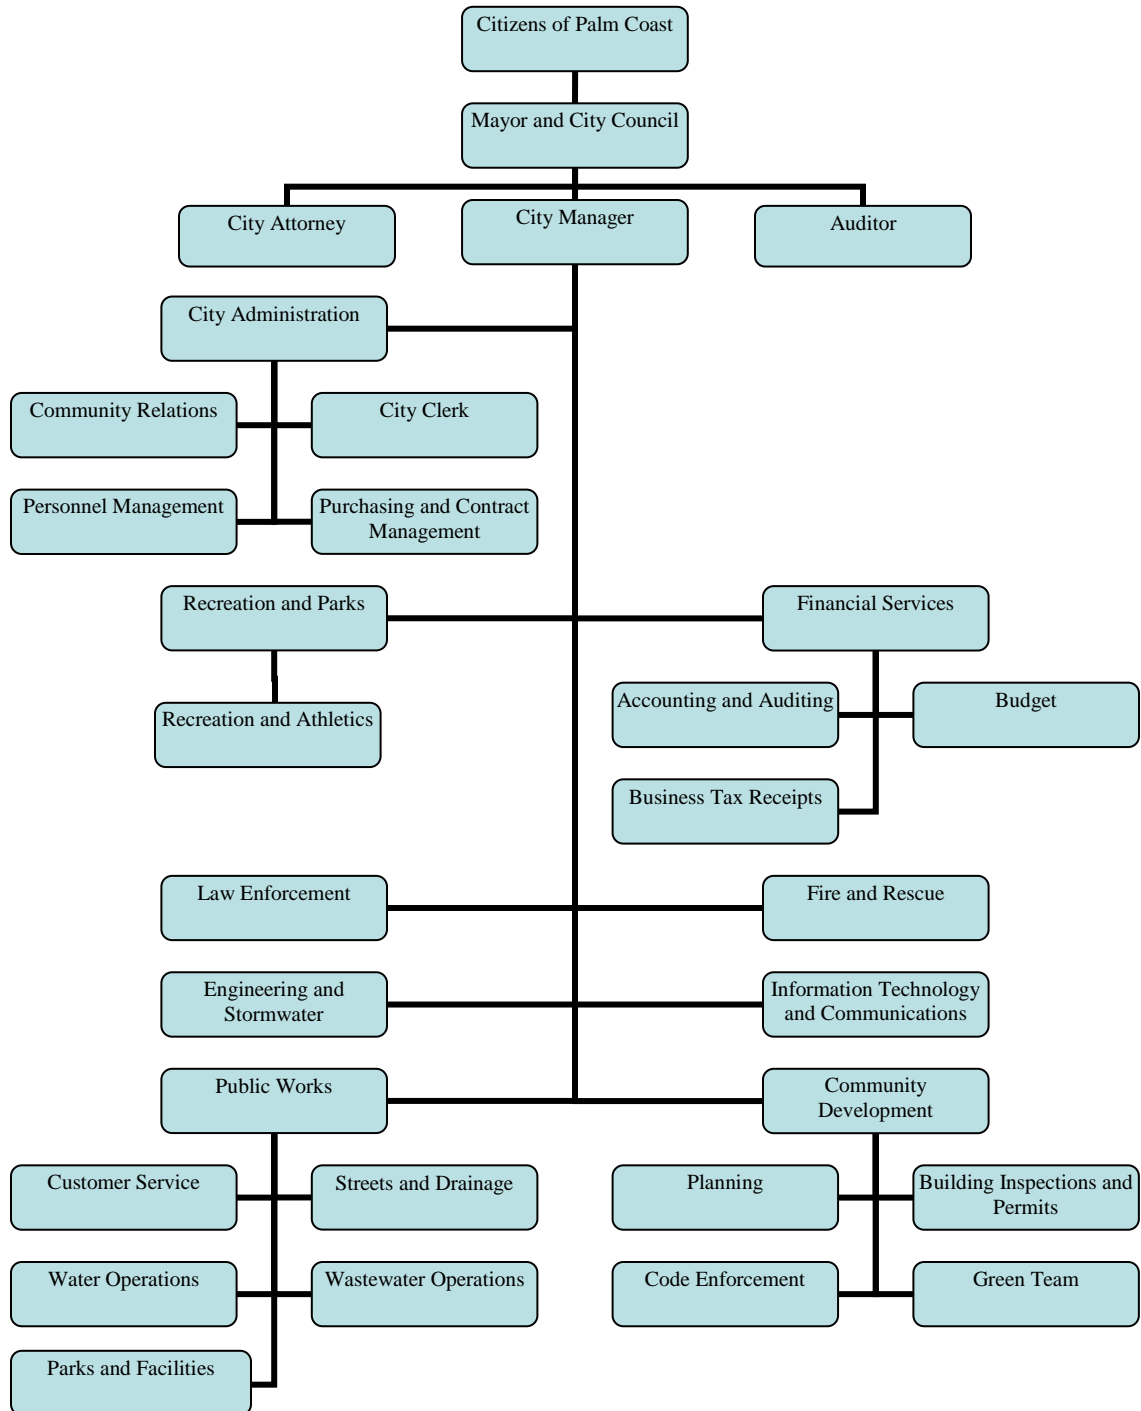 Citizens of Palm Coast
Mayor and City Council
City Attorney
City Manager
Auditor
City Administration
Community Relations
City Clerk
Personnel Management
Purchasing and Contract
Management
Recreation and Parks
Financial Services
Recreation and Athletics
Accounting and Auditing
Budget
Business Tax Receipts
Law Enforcement
Fire and Rescue
Engineering and
Stormwater
Information Technology
and Communications
Public Works
Community
Development
Customer Service
Streets and Drainage
Planning
Building Inspections and
Permits
Water Operations
Wastewater Operations
Code Enforcement
Green Team
Parks and Facilities